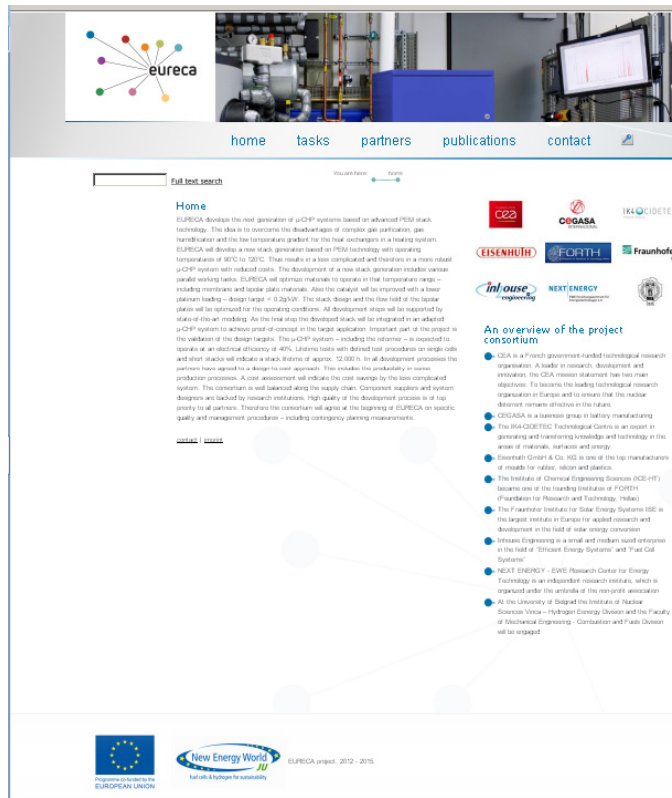 eureca
home tasks partners publications contact
Full text search
You are here: home
Home
EURECA develops the next generation of µ-CHP systems based on advanced PEM stack
technology. The idea is to overcome the disadvantages of complex gas purification, gas
humidification and the low temperature gradient for the heat exchangers in a heating system.
EURECA will develop a new stack generation based on PEM technology with operating
temperatures of 90°C to 120°C. Thus results in a less complicated and therefore in a more robust
µ-CHP system with reduced costs. The development of a new stack generation includes various
parallel working tasks. EURECA will optimize materials to operate in that temperature range –
including membrane and bipolar plate materials. Also the catalyst will be improved with a lower
platinum loading – design target < 0.2g/kW. The stack design and the flow field of the bipolar
plates will be optimized for the operating conditions. All development steps will be supported by
state-of-the-art modeling. As the final step the developed stack will be integrated in an adapted
µ-CHP system to achieve proof-of-concept in the target application. Important part of the project is
the validation of the design targets. The µ-CHP system – including the reformer – is expected to
operate at an electrical efficiency of 40%. Lifetime tests with defined test procedures on single cells
and short stacks will indicate a stack lifetime of approx. 12.000 h. In all development processes the
partners have agreed to a design to cost approach. This includes the producibility in series
production processes. A cost assessment will indicate the cost savings by the less complicated
system. The consortium is well balanced along the supply chain. Component suppliers and system
designers are backed by research institutions. High quality of the development process is of top
priority to all partners. Therefore the consortium will agree at the beginning of EURECA on specific
quality and management procedures – including contingency planning measurements.
contact | imprint
cea CEGASA INTERNATIONAL IK4 CIDETEC
EISENHUTH FORTH Fraunhofe
inhouse engineering NEXT ENERGY
An overview of the project
consortium
CEA is a French government-funded technological research
organisation. A leader in research, development and
innovation, the CEA mission statement has two main
objectives: To become the leading technological research
organization in Europe and to ensure that the nuclear
deterrent remains effective in the future.
CEGASA is a business group in battery manufacturing
The IK4-CIDETEC Technological Centre is an expert in
generating and transferring knowledge and technology in the
areas of materials, surfaces and energy.
Eisenhuth GmbH & Co. KG is one of the top manufacturers
of moulds for rubber, silicon and plastics.
The Institute of Chemical Engineering Sciences (ICE-HT)
became one of the founding Institutes of FORTH
(Foundation for Research and Technology, Hellas)
The Fraunhofer Institute for Solar Energy Systems ISE is
the largest institute in Europe for applied research and
development in the field of solar energy conversion
Inhouse Engineering is a small and medium sized enterprise
in the field of "Efficient Energy Systems" and "Fuel Cell
Systems"
NEXT ENERGY - EWE Research Center for Energy
Technology is an independent research institute, which is
organized under the umbrella of the non-profit association
At the University of Belgrad the Institute of Nuclear
Sciences Vinca – Hydrogen Energy Division and the Faculty
of Mechanical Engineering - Combustion and Fuels Division
will be engaged
Programme co-funded by the
EUROPEAN UNION
New Energy World
JU
fuel cells & hydrogen for sustainability
EURECA project. 2012 - 2015.